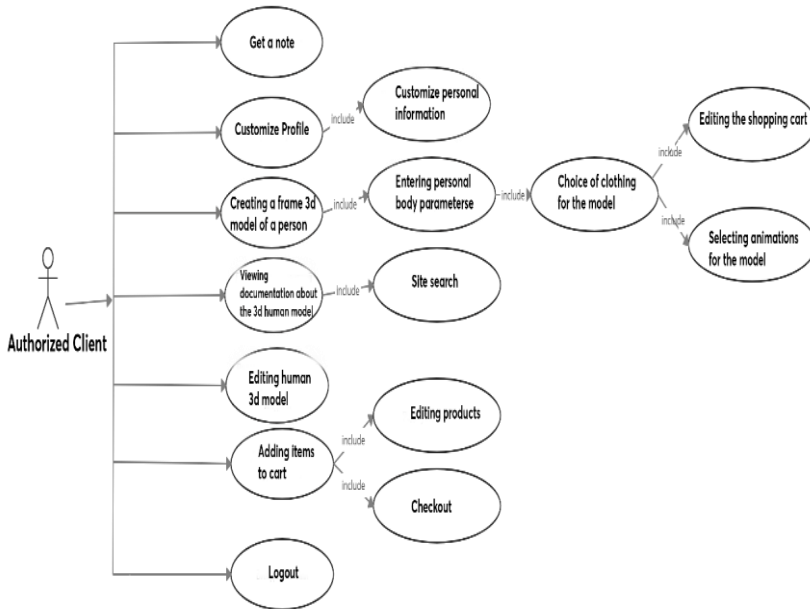 Get a note
Customize personal
information
include
Customize Profile
Editing the shopping cart
include
Creating a frame 3d
model of a person
include
Entering personal
body parameterse
include
Choice of clothing
for the model
include
Selecting animations
for the model
Authorized Client
Viewing
documentation about
the 3d human model
include
Site search
Editing human
3d model
Adding items
to cart
include
Editing products
include
Checkout
Logout